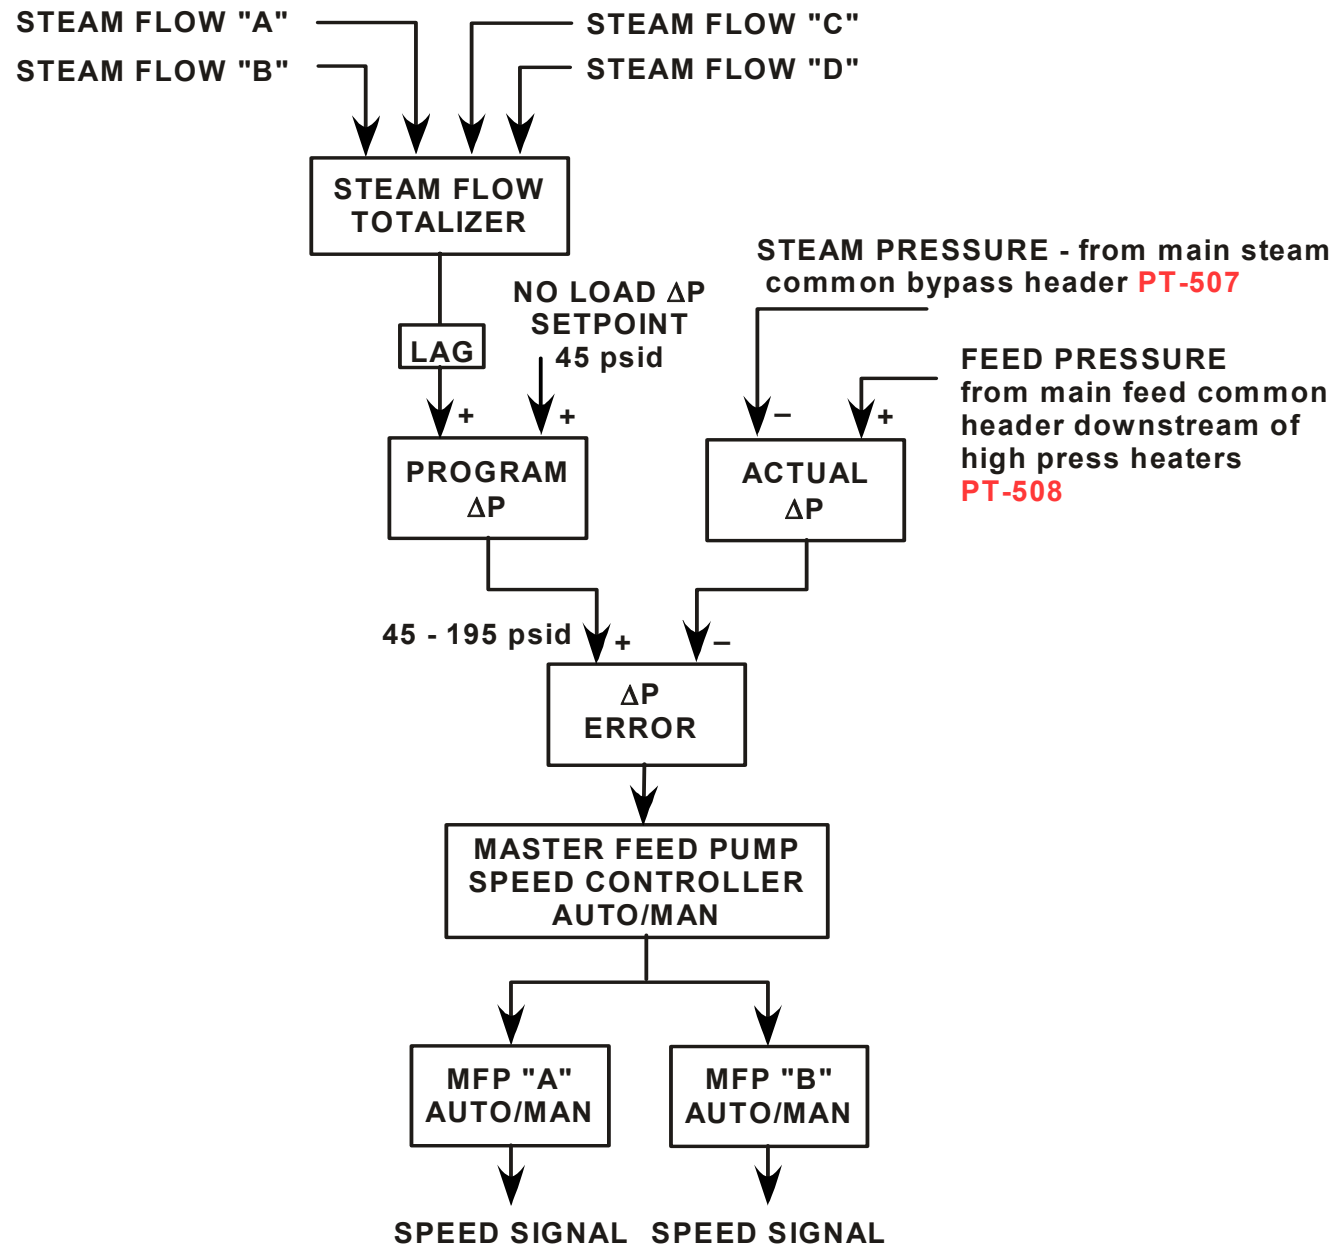 STEAM FLOW "A"
STEAM FLOW "B"
STEAM FLOW "C"
STEAM FLOW "D"
STEAM FLOW
TOTALIZER
LAG
NO LOAD ΔP
SETPOINT
45 psid
+
+
PROGRAM
ΔP
STEAM PRESSURE - from main steam
common bypass header PT-507
FEED PRESSURE
from main feed common
header downstream of
high press heaters
PT-508
–
+
ACTUAL
ΔP
45 - 195 psid
+
–
ΔP
ERROR
MASTER FEED PUMP
SPEED CONTROLLER
AUTO/MAN
MFP "A"
AUTO/MAN
MFP "B"
AUTO/MAN
SPEED SIGNAL
SPEED SIGNAL